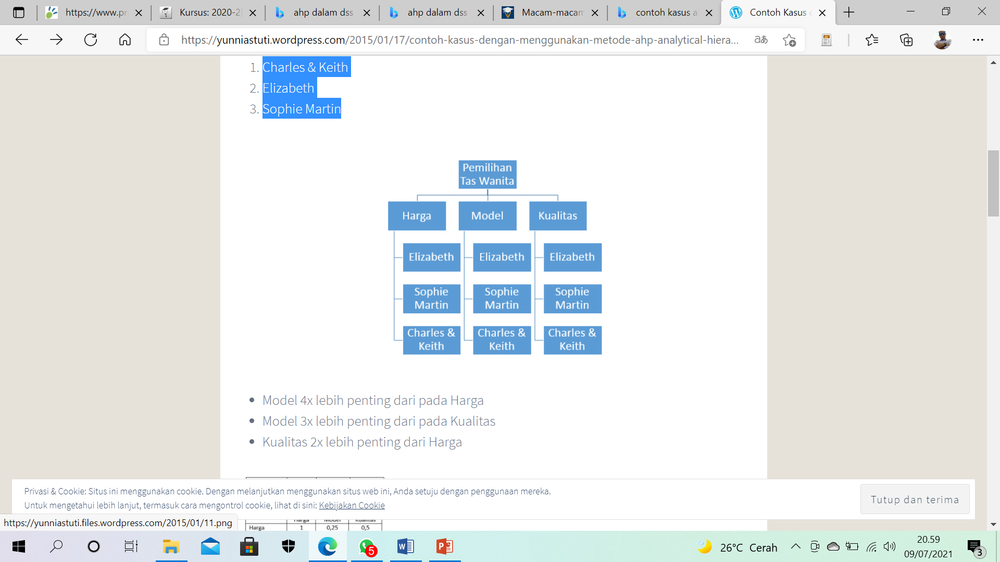 https://www.pr
Kursus: 2020-2
ahp dalam dss
ahp dalam dss
Macam-macam
contoh kasus a
Contoh Kasus
https://yunniastuti.wordpress.com/2015/01/17/contoh-kasus-dengan-menggunakan-metode-ahp-analytical-hiera...
1. Charles & Keith
2. Elizabeth
3. Sophie Martin
Pemilihan
Tas Wanita
Harga Model Kualitas
Elizabeth Elizabeth Elizabeth
Sophie Martin Sophie Martin Sophie Martin
Charles & Keith Charles & Keith Charles & Keith
• Model 4x lebih penting dari pada Harga
• Model 3x lebih penting dari pada Kualitas
• Kualitas 2x lebih penting dari Harga
Privasi & Cookie: Situs ini menggunakan cookie. Dengan melanjutkan menggunakan situs web ini, Anda setuju dengan penggunaan mereka.
Untuk mengetahui lebih lanjut, termasuk cara mengontrol cookie, lihat di sini: Kebijakan Cookie
Tutup dan terima
https://yunniastuti.files.wordpress.com/2015/01/11.png
Harga Model Kualitas
Harga 1 0,25 0,5
5
26°C Cerah
20.59
09/07/2021
3